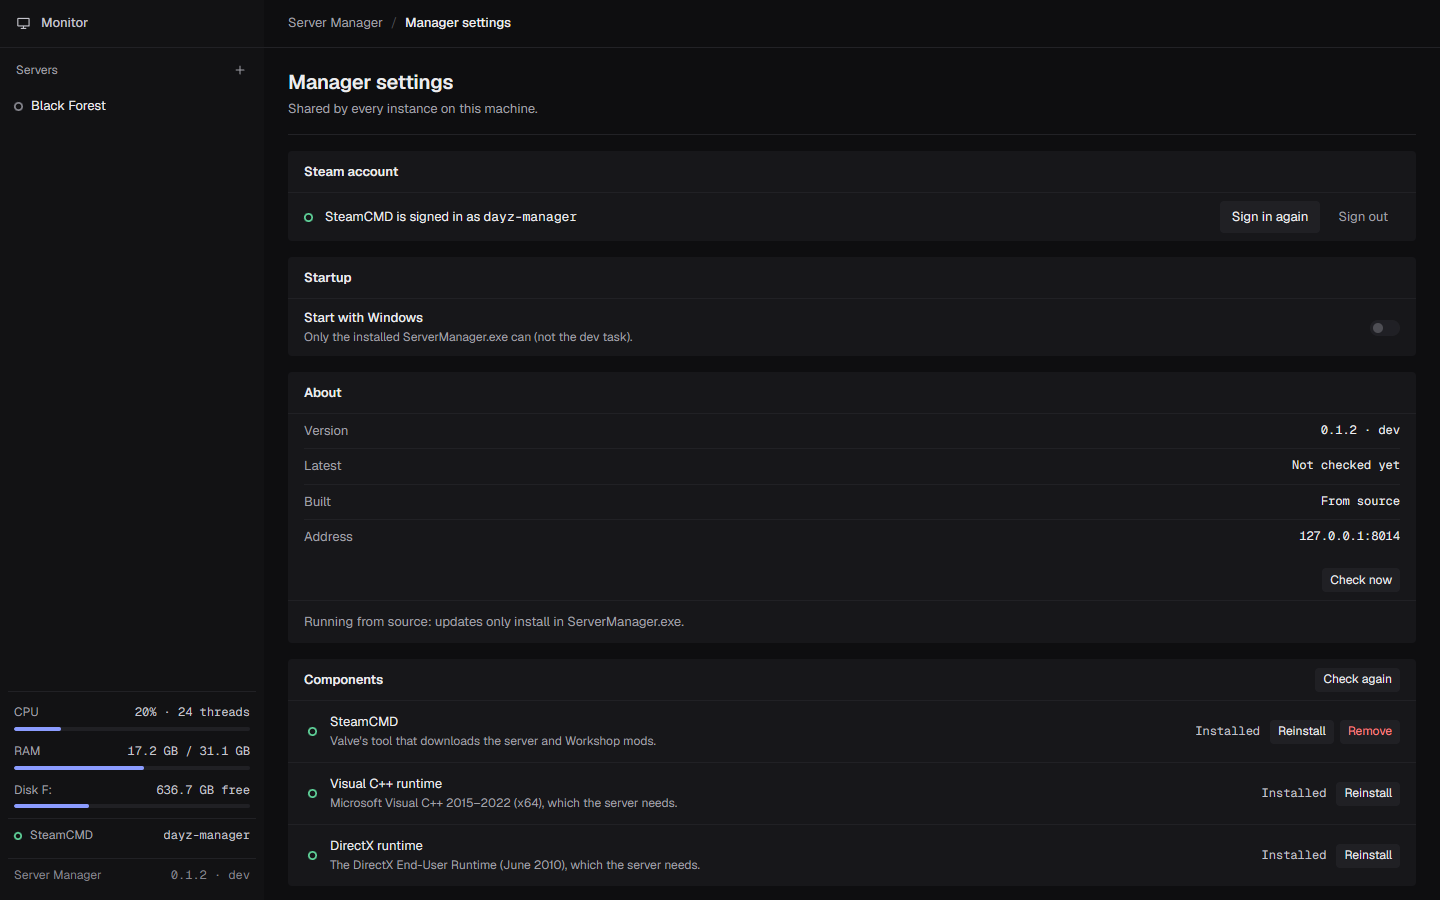 Monitor
Server Manager / Manager settings
Servers +
Black Forest
Manager settings
Shared by every instance on this machine.
Steam account
SteamCMD is signed in as dayz-manager
Sign in again
Sign out
Startup
Start with Windows
Only the installed ServerManager.exe can (not the dev task).
About
Version 0.1.2 · dev
Latest Not checked yet
Built From source
Address 127.0.0.1:8014
Check now
Running from source: updates only install in ServerManager.exe.
Components
Check again
SteamCMD
Valve's tool that downloads the server and Workshop mods.
Installed Reinstall Remove
Visual C++ runtime
Microsoft Visual C++ 2015–2022 (x64), which the server needs.
Installed Reinstall
DirectX runtime
The DirectX End-User Runtime (June 2010), which the server needs.
Installed Reinstall
CPU 20% · 24 threads
RAM 17.2 GB / 31.1 GB
Disk F: 636.7 GB free
SteamCMD dayz-manager
Server Manager 0.1.2 · dev